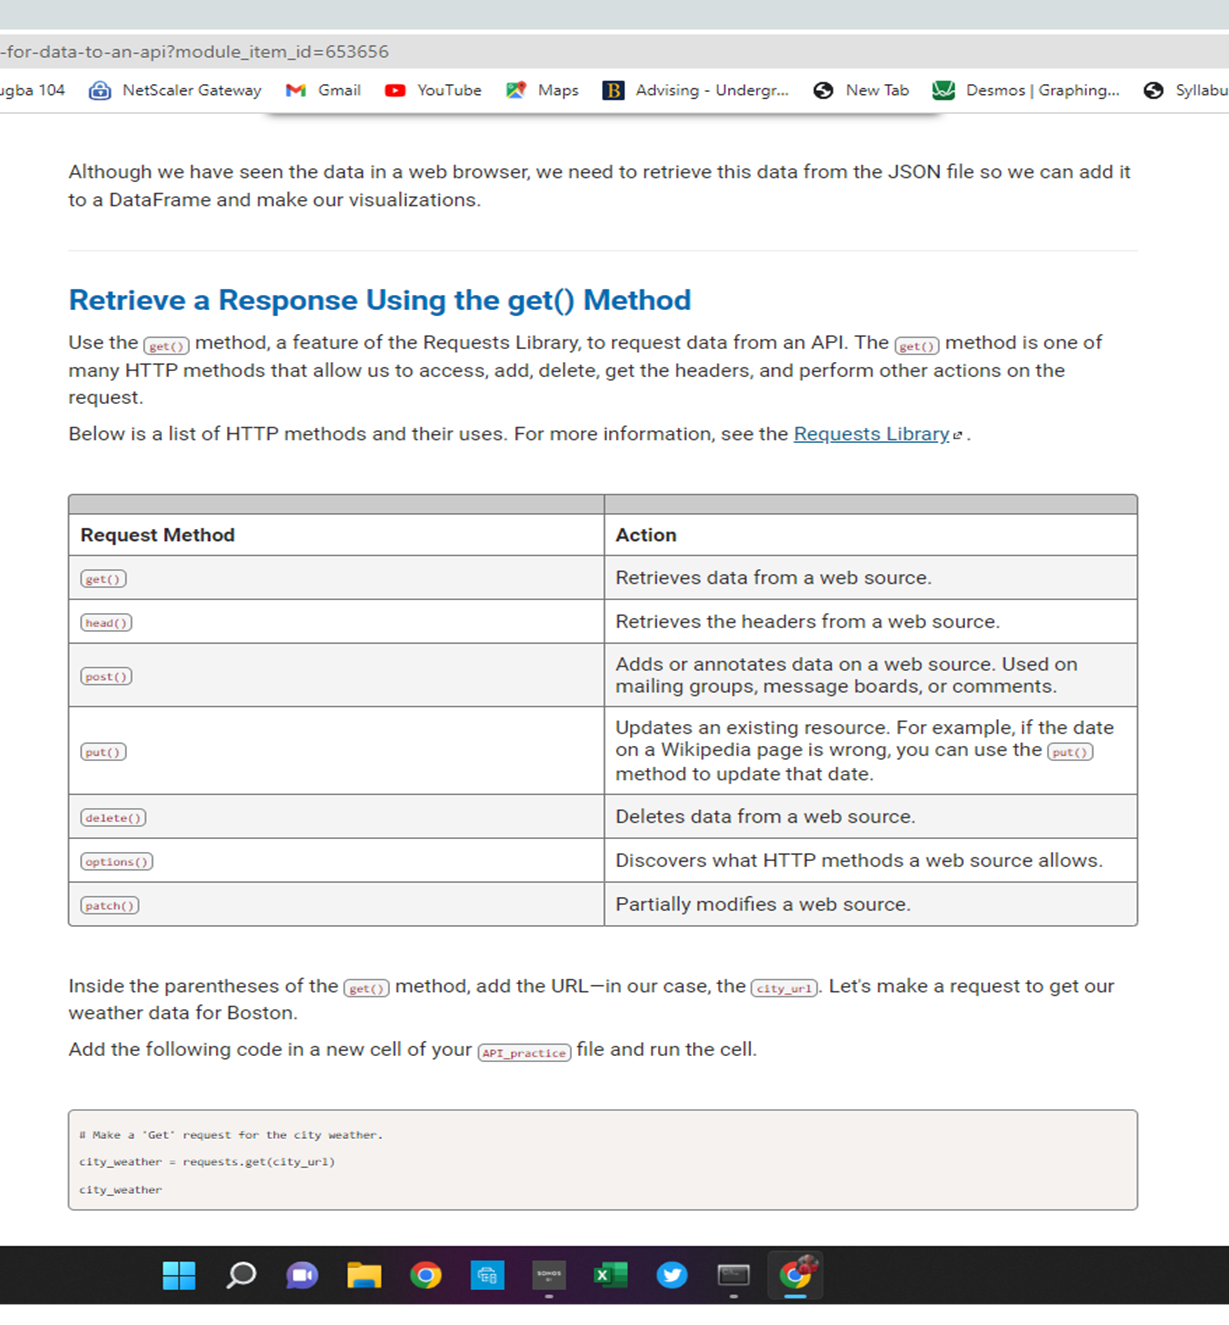 -for-data-to-an-api?module_item_id=653656
ugba 104 NetScaler Gateway Gmail YouTube Maps B Advising - Undergr... New Tab Desmos | Graphing... Syllabu
Although we have seen the data in a web browser, we need to retrieve this data from the JSON file so we can add it
to a DataFrame and make our visualizations.
Retrieve a Response Using the get() Method
Use the get() method, a feature of the Requests Library, to request data from an API. The get() method is one of
many HTTP methods that allow us to access, add, delete, get the headers, and perform other actions on the
request.
Below is a list of HTTP methods and their uses. For more information, see the Requests Library.
Request Method Action
get() Retrieves data from a web source.
head() Retrieves the headers from a web source.
post() Adds or annotates data on a web source. Used on
mailing groups, message boards, or comments.
put() Updates an existing resource. For example, if the date
on a Wikipedia page is wrong, you can use the put()
method to update that date.
delete() Deletes data from a web source.
options() Discovers what HTTP methods a web source allows.
patch() Partially modifies a web source.
Inside the parentheses of the get() method, add the URL—in our case, the city_url. Let's make a request to get our
weather data for Boston.
Add the following code in a new cell of your API_practice file and run the cell.
# Make a 'Get' request for the city weather.
city_weather = requests.get(city_url)
city_weather
SONOS